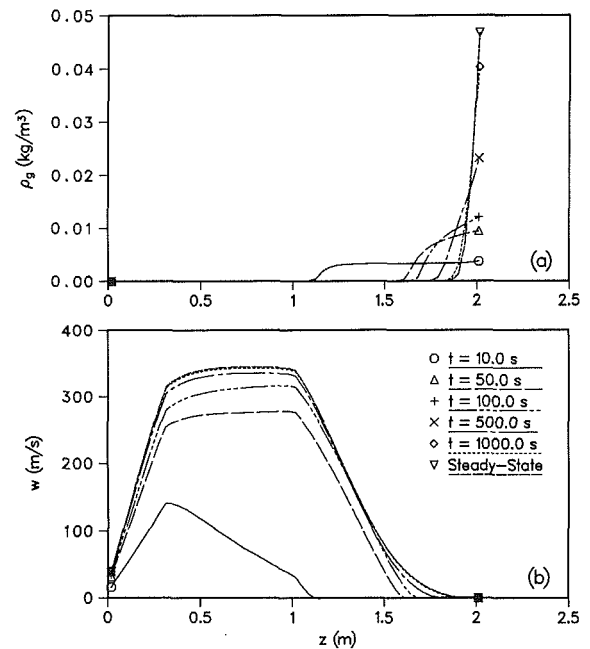 0.05
0.04
0.03
0.02
0.01
0.00
ρg (kg/m³)
(a)
0 0.5 1 1.5 2 2.5
400
300
200
100
0
w (m/s)
t = 10.0 s
t = 50.0 s
t = 100.0 s
t = 500.0 s
t = 1000.0 s
Steady-State
(b)
0 0.5 1 1.5 2 2.5
z (m)